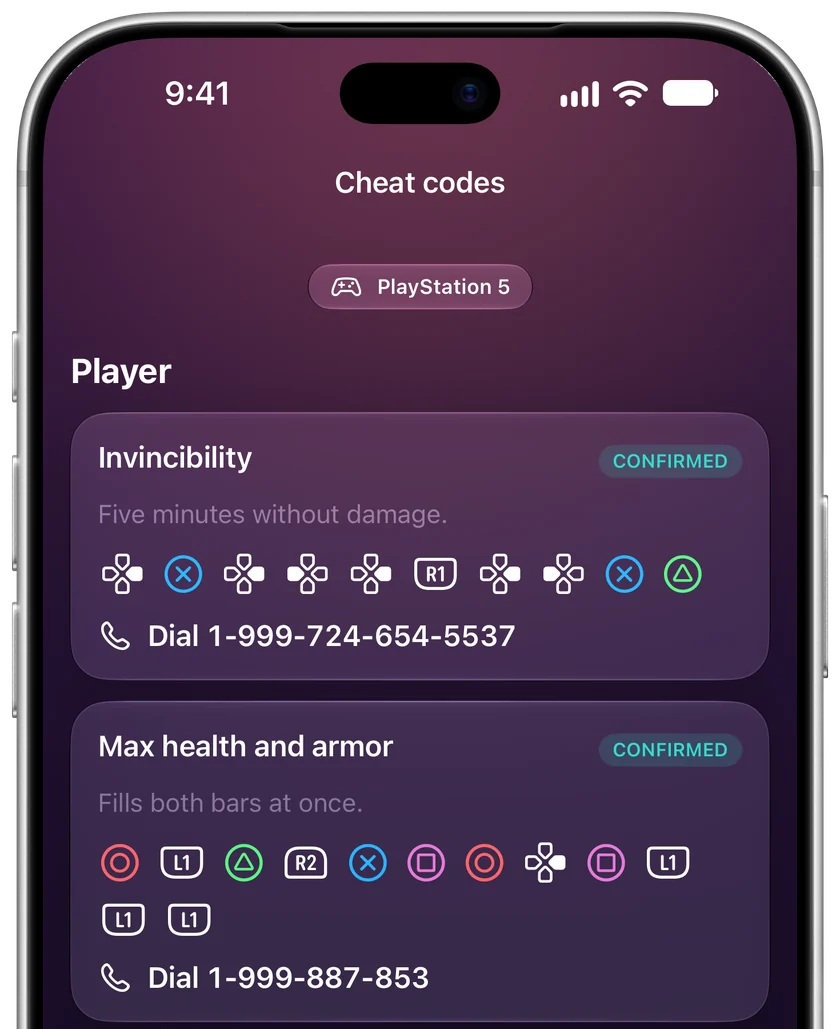 9:41
Cheat codes
PlayStation 5
Player
Invincibility
CONFIRMED
Five minutes without damage.
R1
Dial 1-999-724-654-5537
Max health and armor
CONFIRMED
Fills both bars at once.
L1 R2 L1
L1 L1
Dial 1-999-887-853